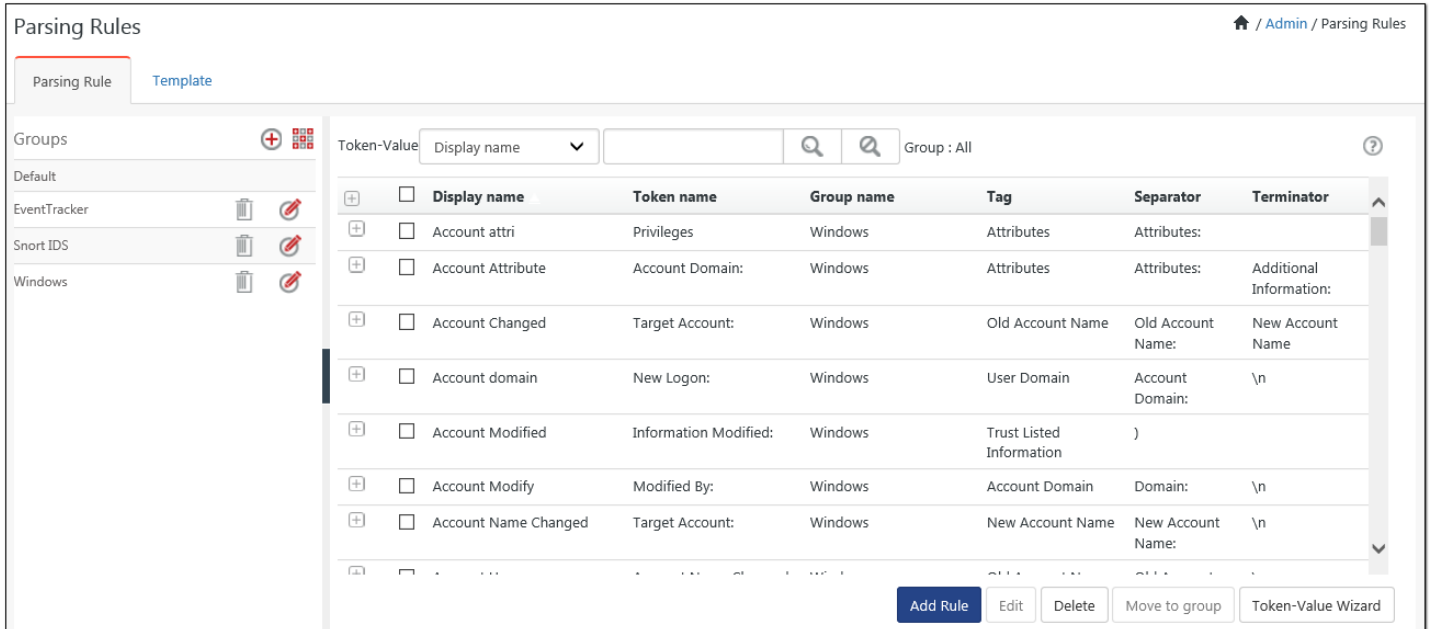 Parsing Rules
/ Admin / Parsing Rules
Parsing Rule
Template
Groups
Default
EventTracker
Snort IDS
Windows
Token-Value
Display name
Group : All
Display name Token name Group name Tag Separator Terminator
Account attri Privileges Windows Attributes Attributes:
Account Attribute Account Domain: Windows Attributes Attributes: Additional
Information:
Account Changed Target Account: Windows Old Account Name Old Account New Account
Name: Name
Account domain New Logon: Windows User Domain Account \n
Domain:
Account Modified Information Modified: Windows Trust Listed )
Information
Account Modify Modified By: Windows Account Domain Domain: \n
Account Name Changed Target Account: Windows New Account Name New Account \n
Name:
Add Rule
Edit
Delete
Move to group
Token-Value Wizard